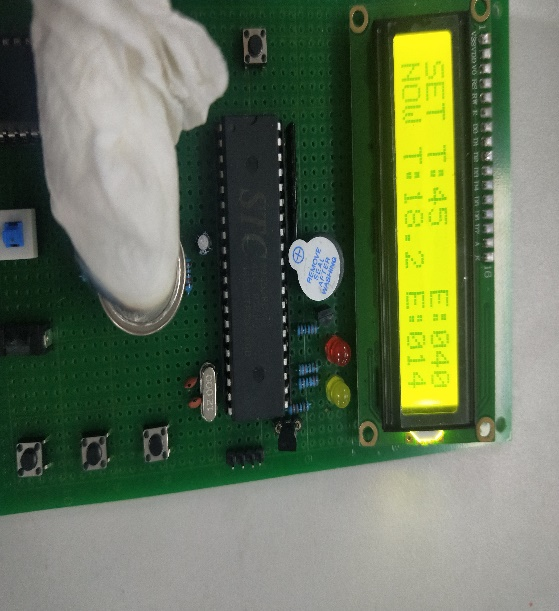 SET T:45 E:040
NOW T:18.2 E:014
STC
REMOVE
SEAL
AFTER
WASHING